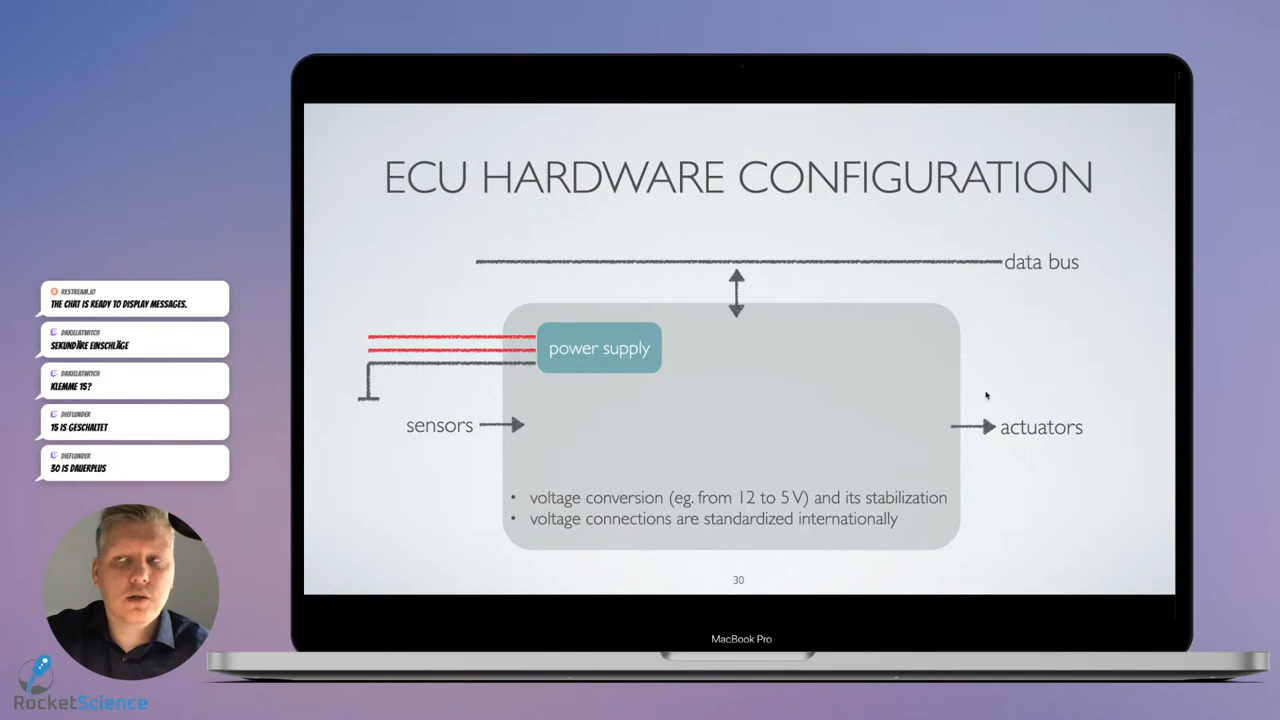 ECU HARDWARE CONFIGURATION
data bus
power supply
sensors
actuators
• voltage conversion (eg. from 12 to 5 V) and its stabilization
• voltage connections are standardized internationally
30
MacBook Pro
RESTREAM.IO
THE CHAT IS READY TO DISPLAY MESSAGES.
DAKILLATWITCH
SEKUNDÄRE EINSCHLÄGE
DAKILLATWITCH
KLEMME 15?
DIEFLUNDER
15 IS GESCHALTET
DIEFLUNDER
30 IS DAUERPLUS
RocketScience